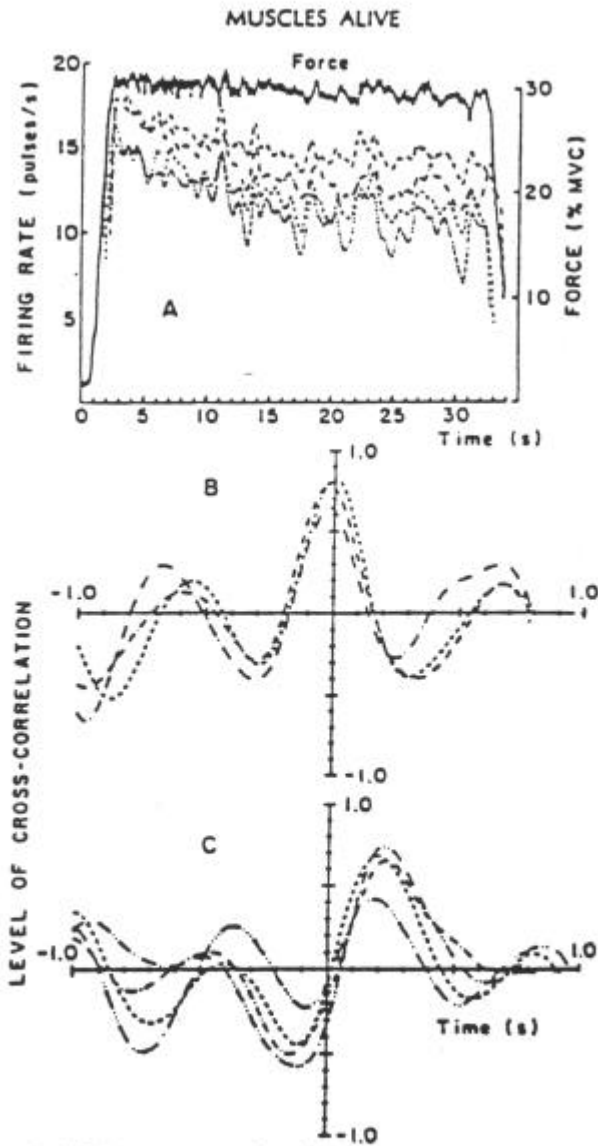 MUSCLES ALIVE
Force
FIRING RATE (pulses/s)
20
15
10
5
FORCE (% MVC)
30
20
10
A
0 5 10 15 20 25 30
Time (s)
LEVEL OF CROSS-CORRELATION
B
1.0
-1.0 1.0
-1.0
C
1.0
-1.0 1.0
Time (s)
-1.0